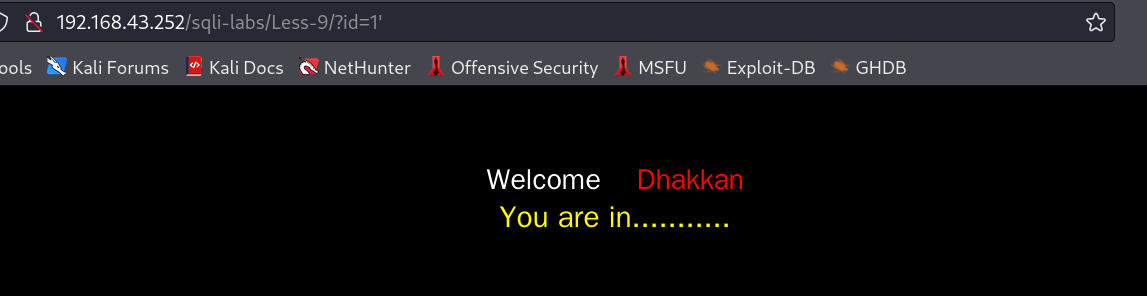 192.168.43.252/sqli-labs/Less-9/?id=1'
ools Kali Forums Kali Docs NetHunter Offensive Security MSFU Exploit-DB GHDB
Welcome Dhakkan
You are in...........